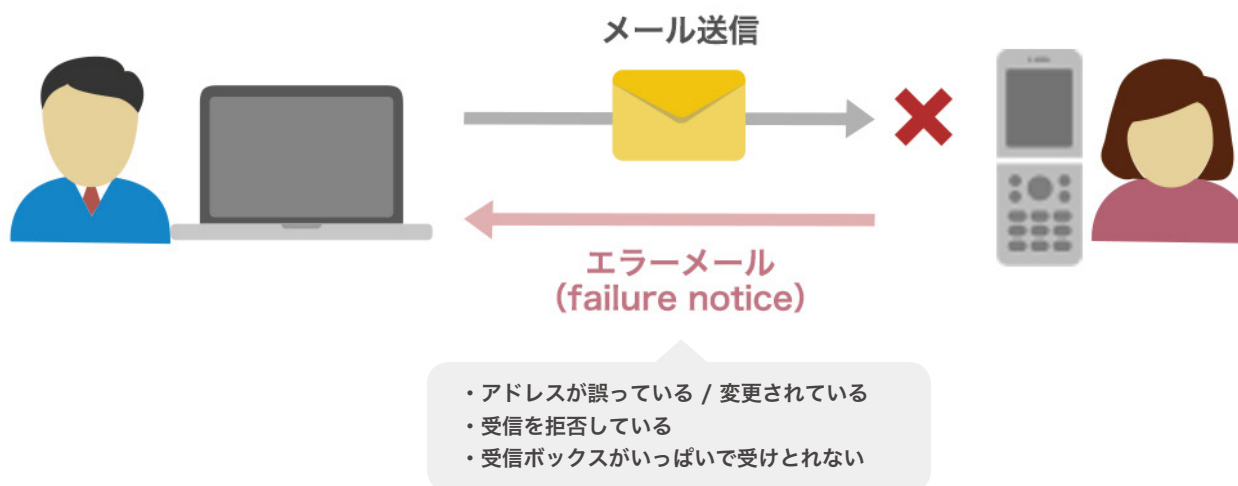 メール送信
エラーメール
(failure notice)
・アドレスが誤っている / 変更されている
・受信を拒否している
・受信ボックスがいっぱいで受けとれない